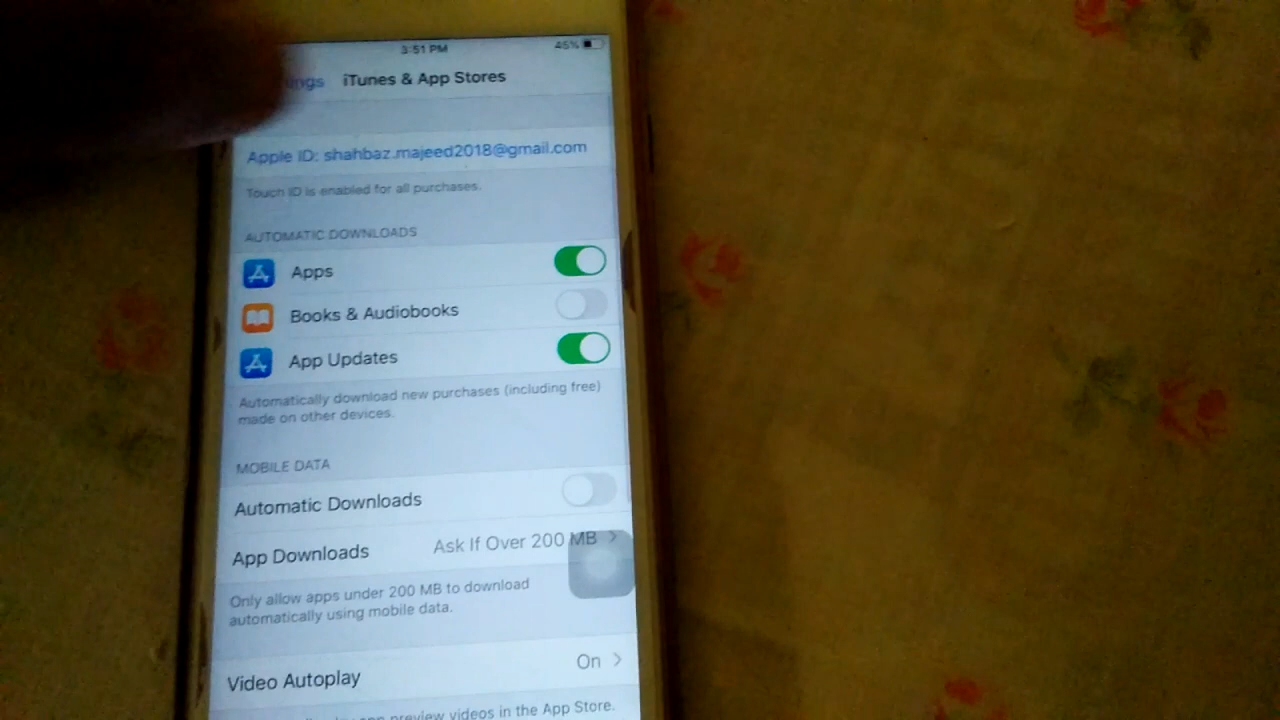 3:51 PM 45%
iTunes & App Stores
Apple ID: shahbaz.majeed2018@gmail.com
Touch ID is enabled for all purchases.
AUTOMATIC DOWNLOADS
Apps
Books & Audiobooks
App Updates
Automatically download new purchases (including free)
made on other devices.
MOBILE DATA
Automatic Downloads
App Downloads Ask If Over 200 MB
Only allow apps under 200 MB to download
automatically using mobile data.
Video Autoplay On
preview videos in the App Store.